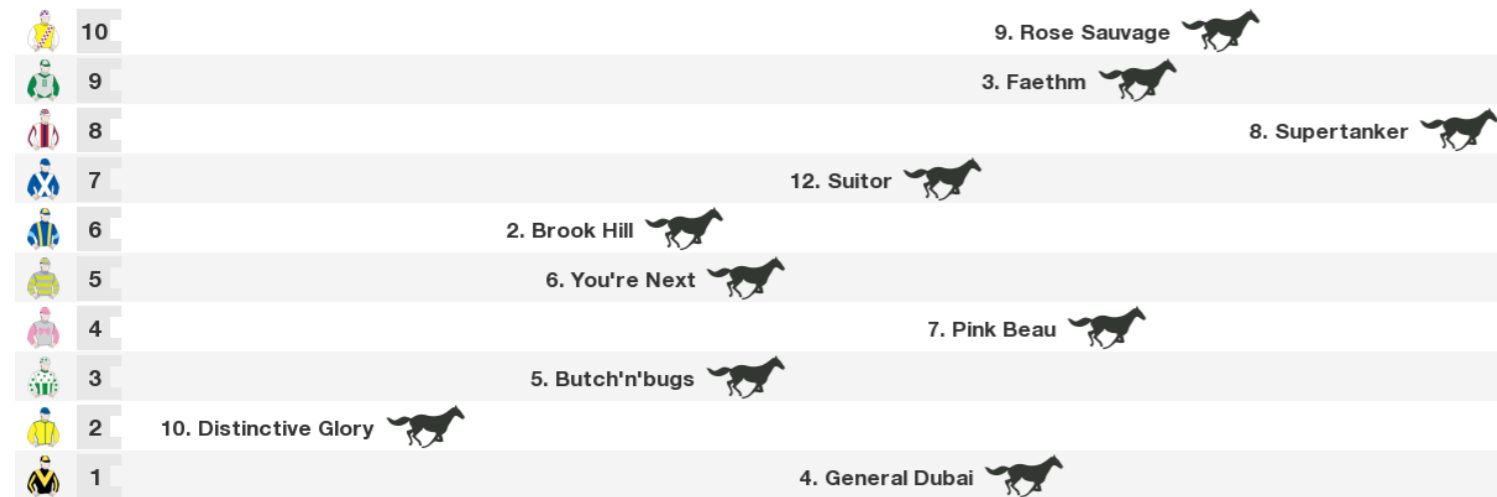 10 9. Rose Sauvage
9 3. Faethm
8 8. Supertanker
7 12. Suitor
6 2. Brook Hill
5 6. You're Next
4 7. Pink Beau
3 5. Butch'n'bugs
2 10. Distinctive Glory
1 4. General Dubai